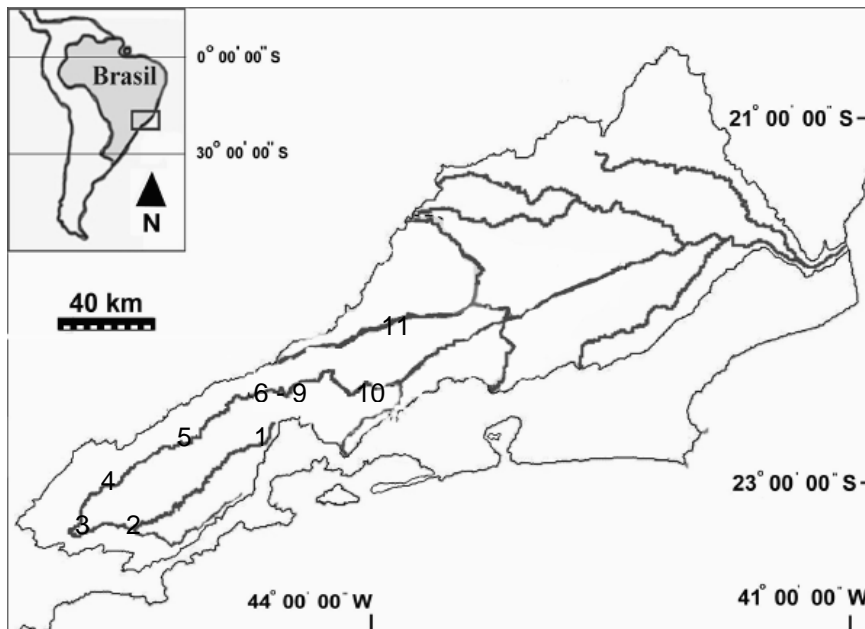 Brasil
0° 00' 00" S
30° 00' 00" S
N
21° 00' 00" S
40 km
11
6 - 9
10
5
1
4
3
2
23° 00' 00" S
44° 00' 00" W
41° 00' 00" W